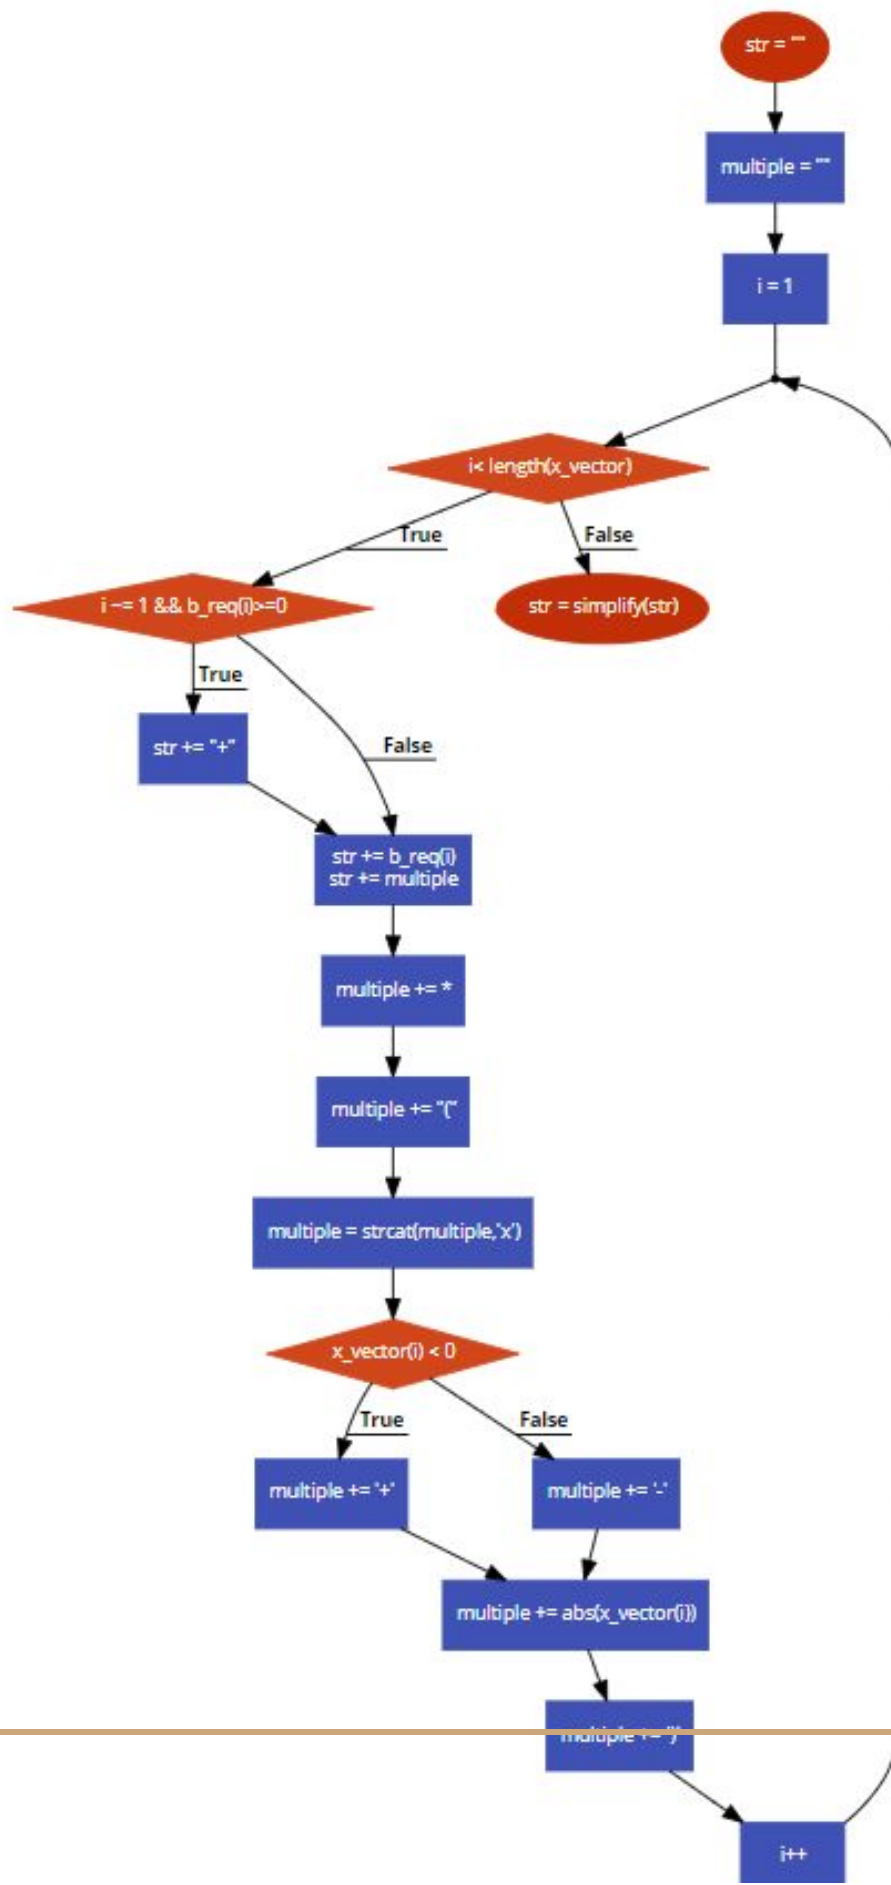 str = ""
multiple = ""
i = 1
i< length(x_vector)
True
False
i ~= 1 && b_req(i)>=0
str = simplify(str)
True
str += "+"
False
str += b_req(i)
str += multiple
multiple += *
multiple += "("
multiple = strcat(multiple,'x')
x_vector(i) < 0
True
False
multiple += '+'
multiple += '-'
multiple += abs(x_vector(i))
multiple += ')'
i++